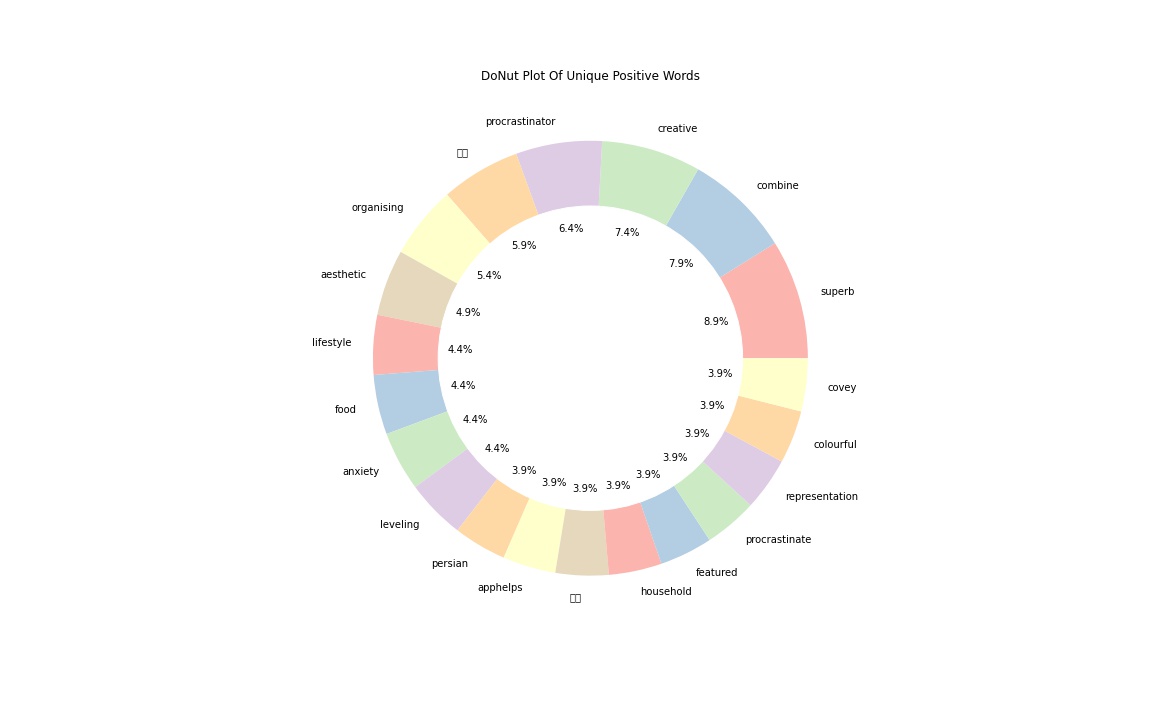 DoNut Plot Of Unique Positive Words
superb
8.9%
combine
7.9%
creative
7.4%
procrastinator
6.4%
5.9%
organising
5.4%
aesthetic
4.9%
lifestyle
4.4%
food
4.4%
anxiety
4.4%
leveling
4.4%
persian
3.9%
apphelps
3.9%
3.9%
household
3.9%
featured
3.9%
procrastinate
3.9%
representation
3.9%
colourful
3.9%
covey
3.9%